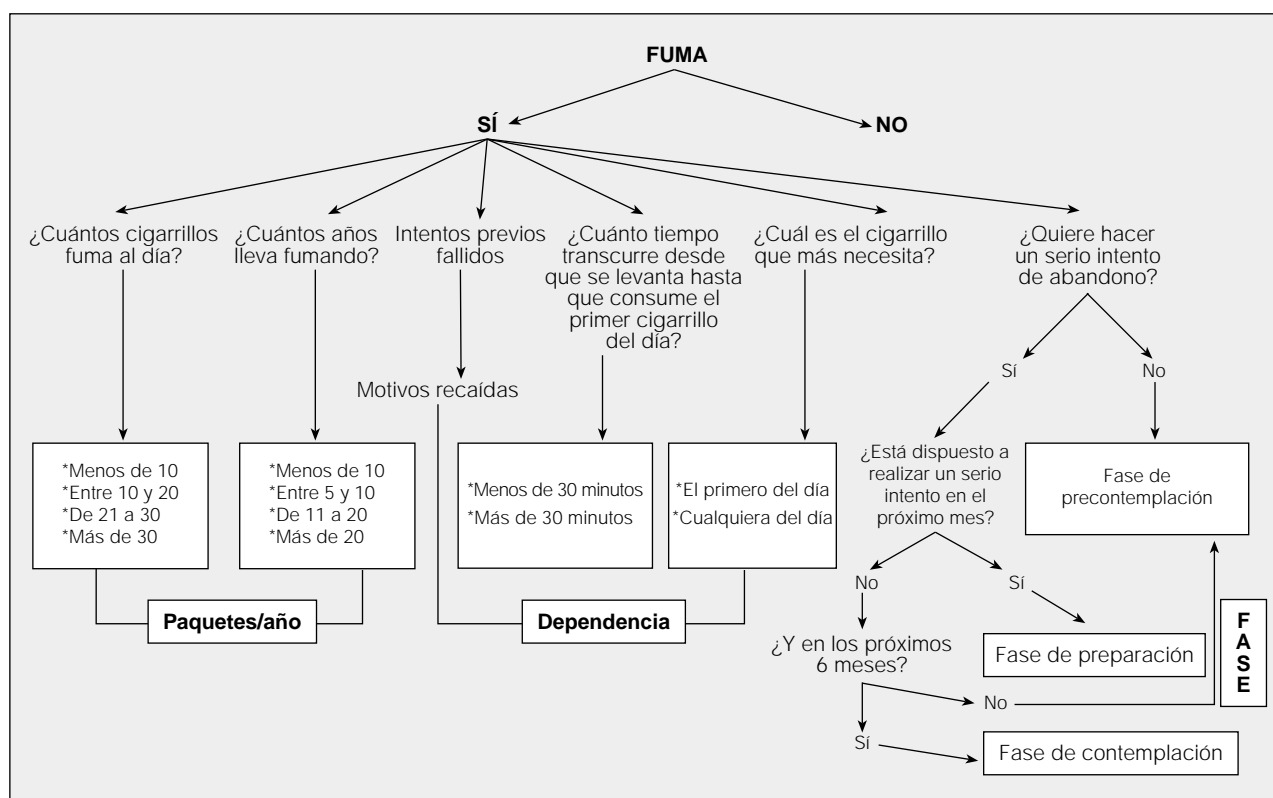 FUMA
SÍ
NO
¿Cuántos cigarrillos
fuma al día?
¿Cuántos años
lleva fumando?
Intentos previos
fallidos
¿Cuánto tiempo
transcurre desde
que se levanta hasta
que consume el
primer cigarrillo
del día?
¿Cuál es el cigarrillo
que más necesita?
¿Quiere hacer
un serio intento
de abandono?
Motivos recaídas
Sí
No
*Menos de 10
*Entre 10 y 20
*De 21 a 30
*Más de 30
*Menos de 10
*Entre 5 y 10
*De 11 a 20
*Más de 20
*Menos de 30 minutos
*Más de 30 minutos
*El primero del día
*Cualquiera del día
¿Está dispuesto a
realizar un serio
intento en el
próximo mes?
Fase de
precontemplación
Paquetes/año
Dependencia
No
Sí
¿Y en los próximos
6 meses?
Fase de preparación
FASE
No
Sí
Fase de contemplación